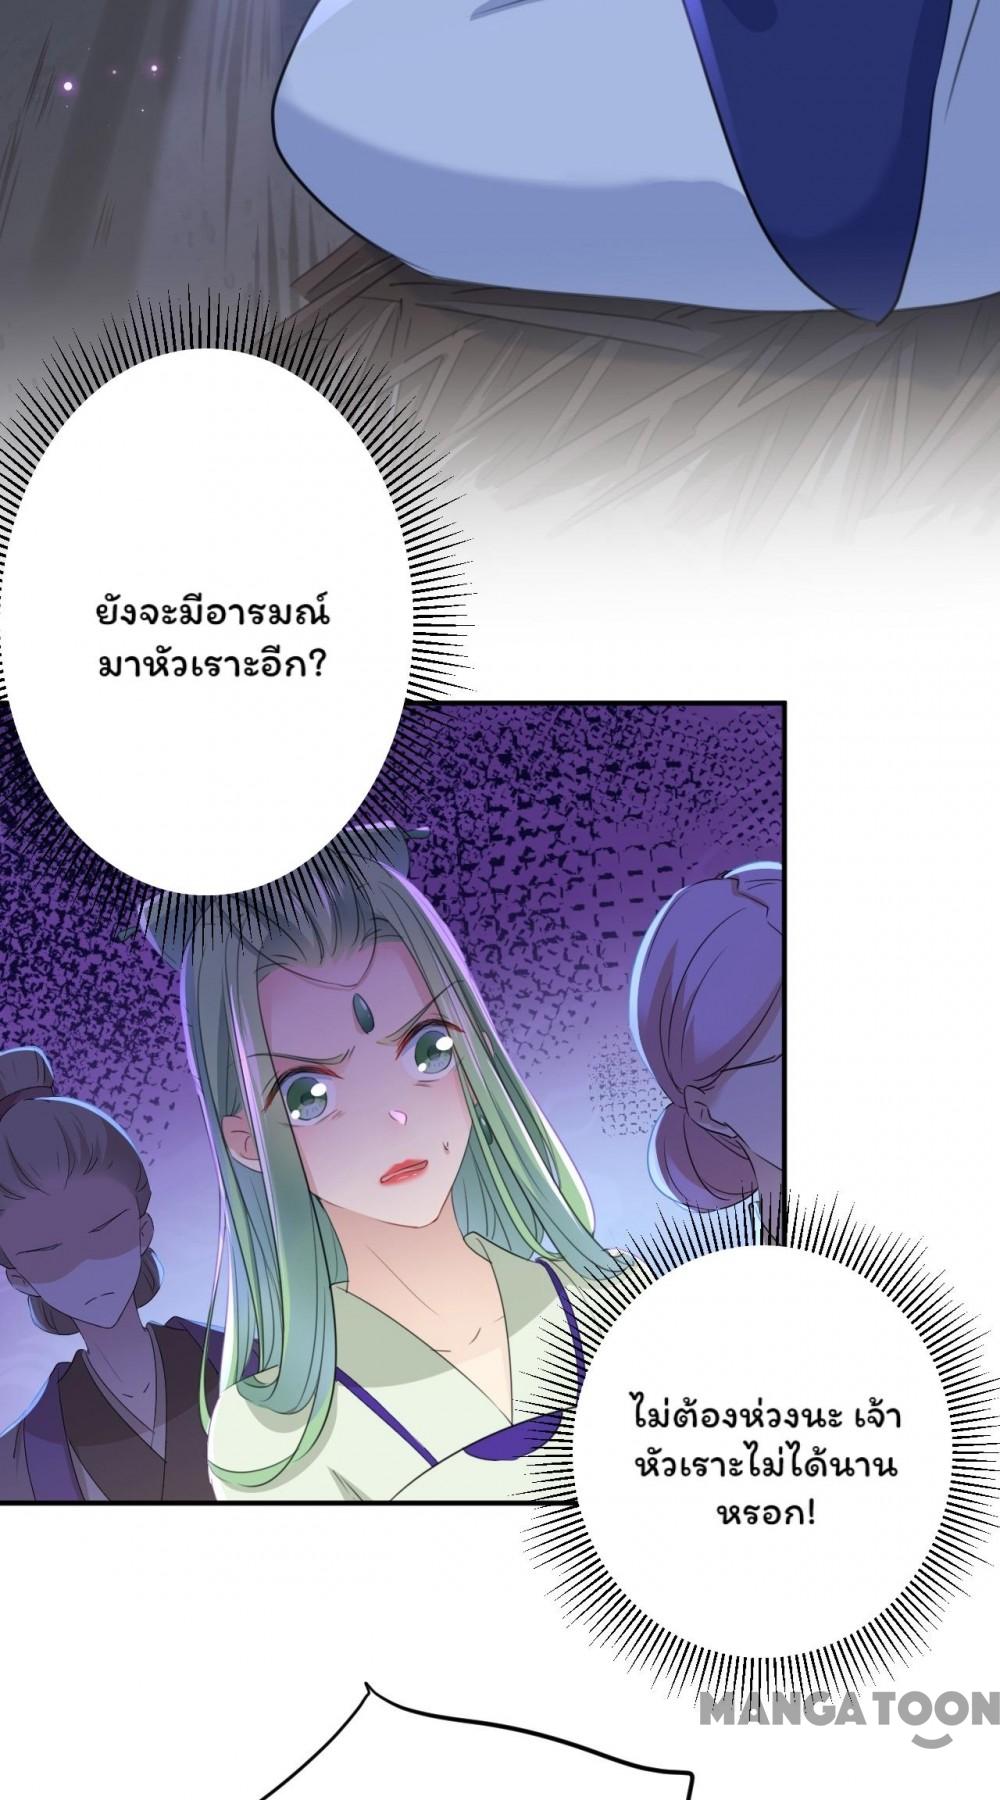 ยังจะมีอารมณ์
มาหัวเราะอีก?
ไม่ต้องห่วงนะ เจ้า
หัวเราะไม่ได้นาน
หรอก!
MANGATOON